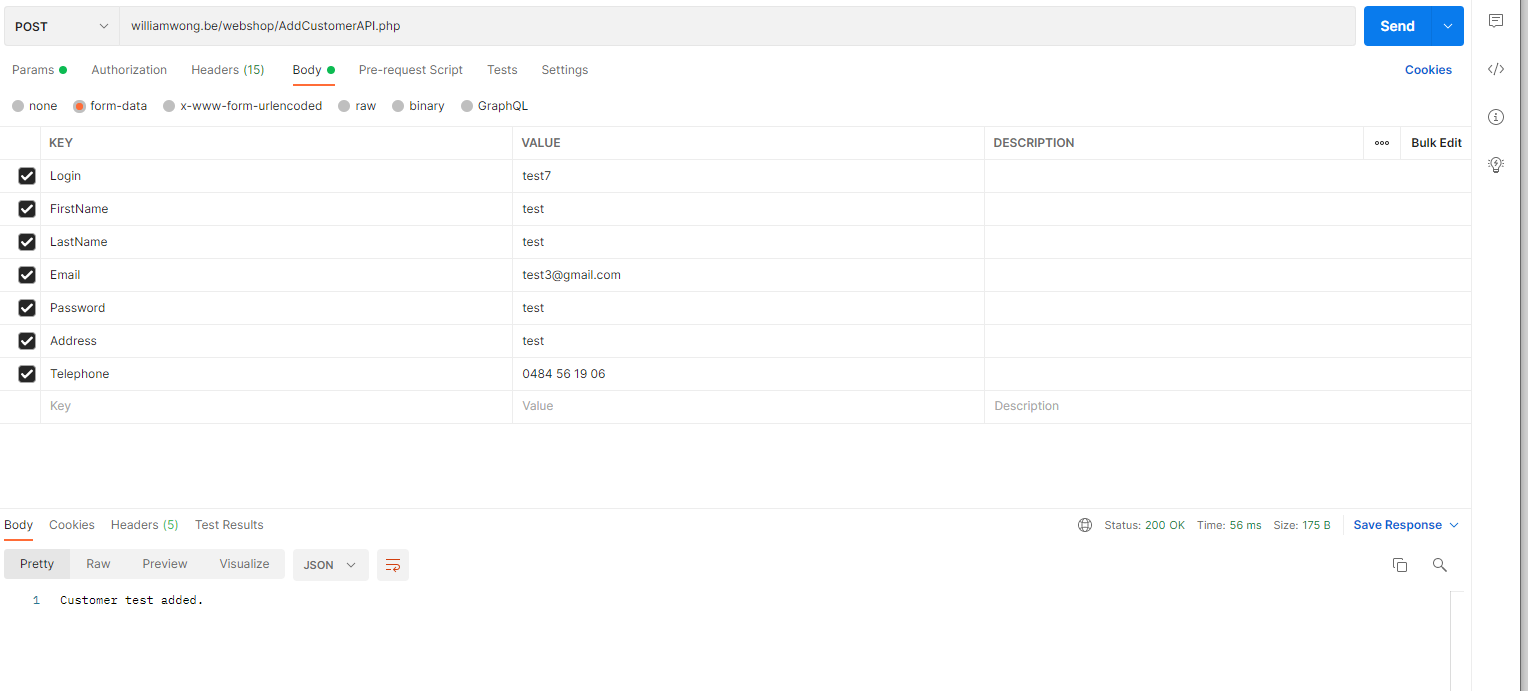 POST williamwong.be/webshop/AddCustomerAPI.php Send
Params Authorization Headers (15) Body Pre-request Script Tests Settings Cookies
none form-data x-www-form-urlencoded raw binary GraphQL
KEY VALUE DESCRIPTION ooo Bulk Edit
Login test7
FirstName test
LastName test
Email test3@gmail.com
Password test
Address test
Telephone 0484 56 19 06
Key Value Description
Body Cookies Headers (5) Test Results Status: 200 OK Time: 56 ms Size: 175 B Save Response
Pretty Raw Preview Visualize JSON
1 Customer test added.